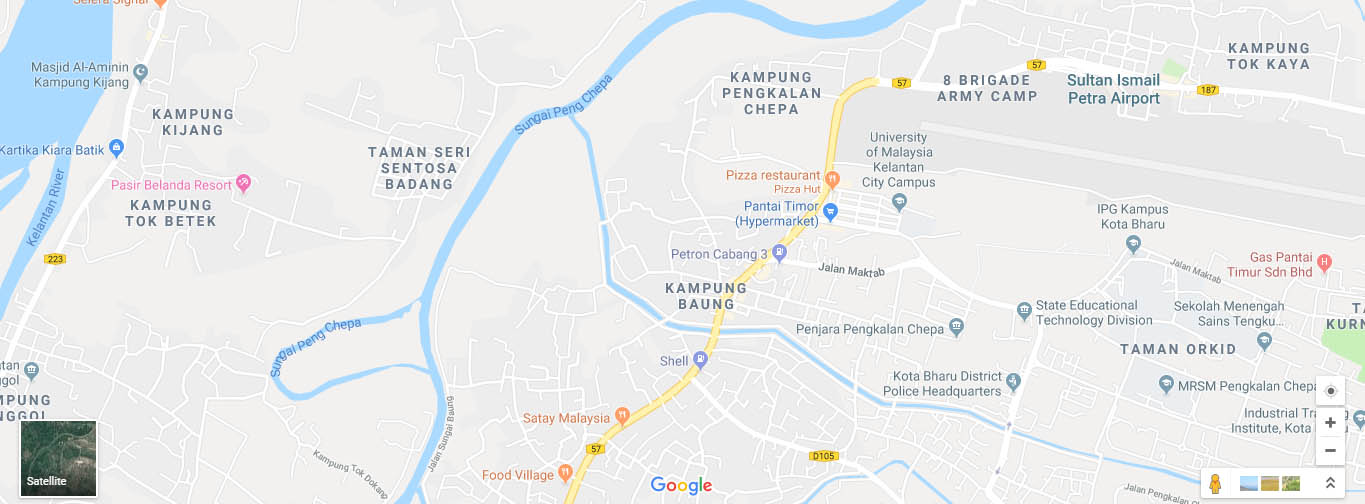 Selera Signal
Masjid Al-Aminin
Kampung Kijang
KAMPUNG
KIJANG
Kartika Kiara Batik
Pasir Belanda Resort
KAMPUNG
TOK BETEK
Kelantan River
223
TAMAN SERI
SENTOSA
BADANG
Sungai Peng Chepa
Sungai Peng Chepa
KAMPUNG
PENGKALAN
CHEPA
57
8 BRIGADE
ARMY CAMP
57
Sultan Ismail
Petra Airport
187
KAMPUNG
TOK KAYA
University
of Malaysia
Kelantan
City Campus
Pizza restaurant
Pizza Hut
Pantai Timor
(Hypermarket)
Petron Cabang 3
Jalan Maktab
IPG Kampus
Kota Bharu
Jalan Maktab
Gas Pantai
Timur Sdn Bhd
KAMPUNG
BAUNG
Penjara Pengkalan Chepa
State Educational
Technology Division
Sekolah Menengah
Sains Tengku...
TA
KURN
TAMAN ORKID
Shell
Kota Bharu District
Police Headquarters
MRSM Pengkalan Chepa
Satay Malaysia
Industrial Tra
Institute, Kota
57
D105
Food Village
Jalan Sungai Baung
Kampung Tok Dokang
Jalan Pengkalan Che
tan
ggol
MPUNG
NGGOL
Satellite
Google